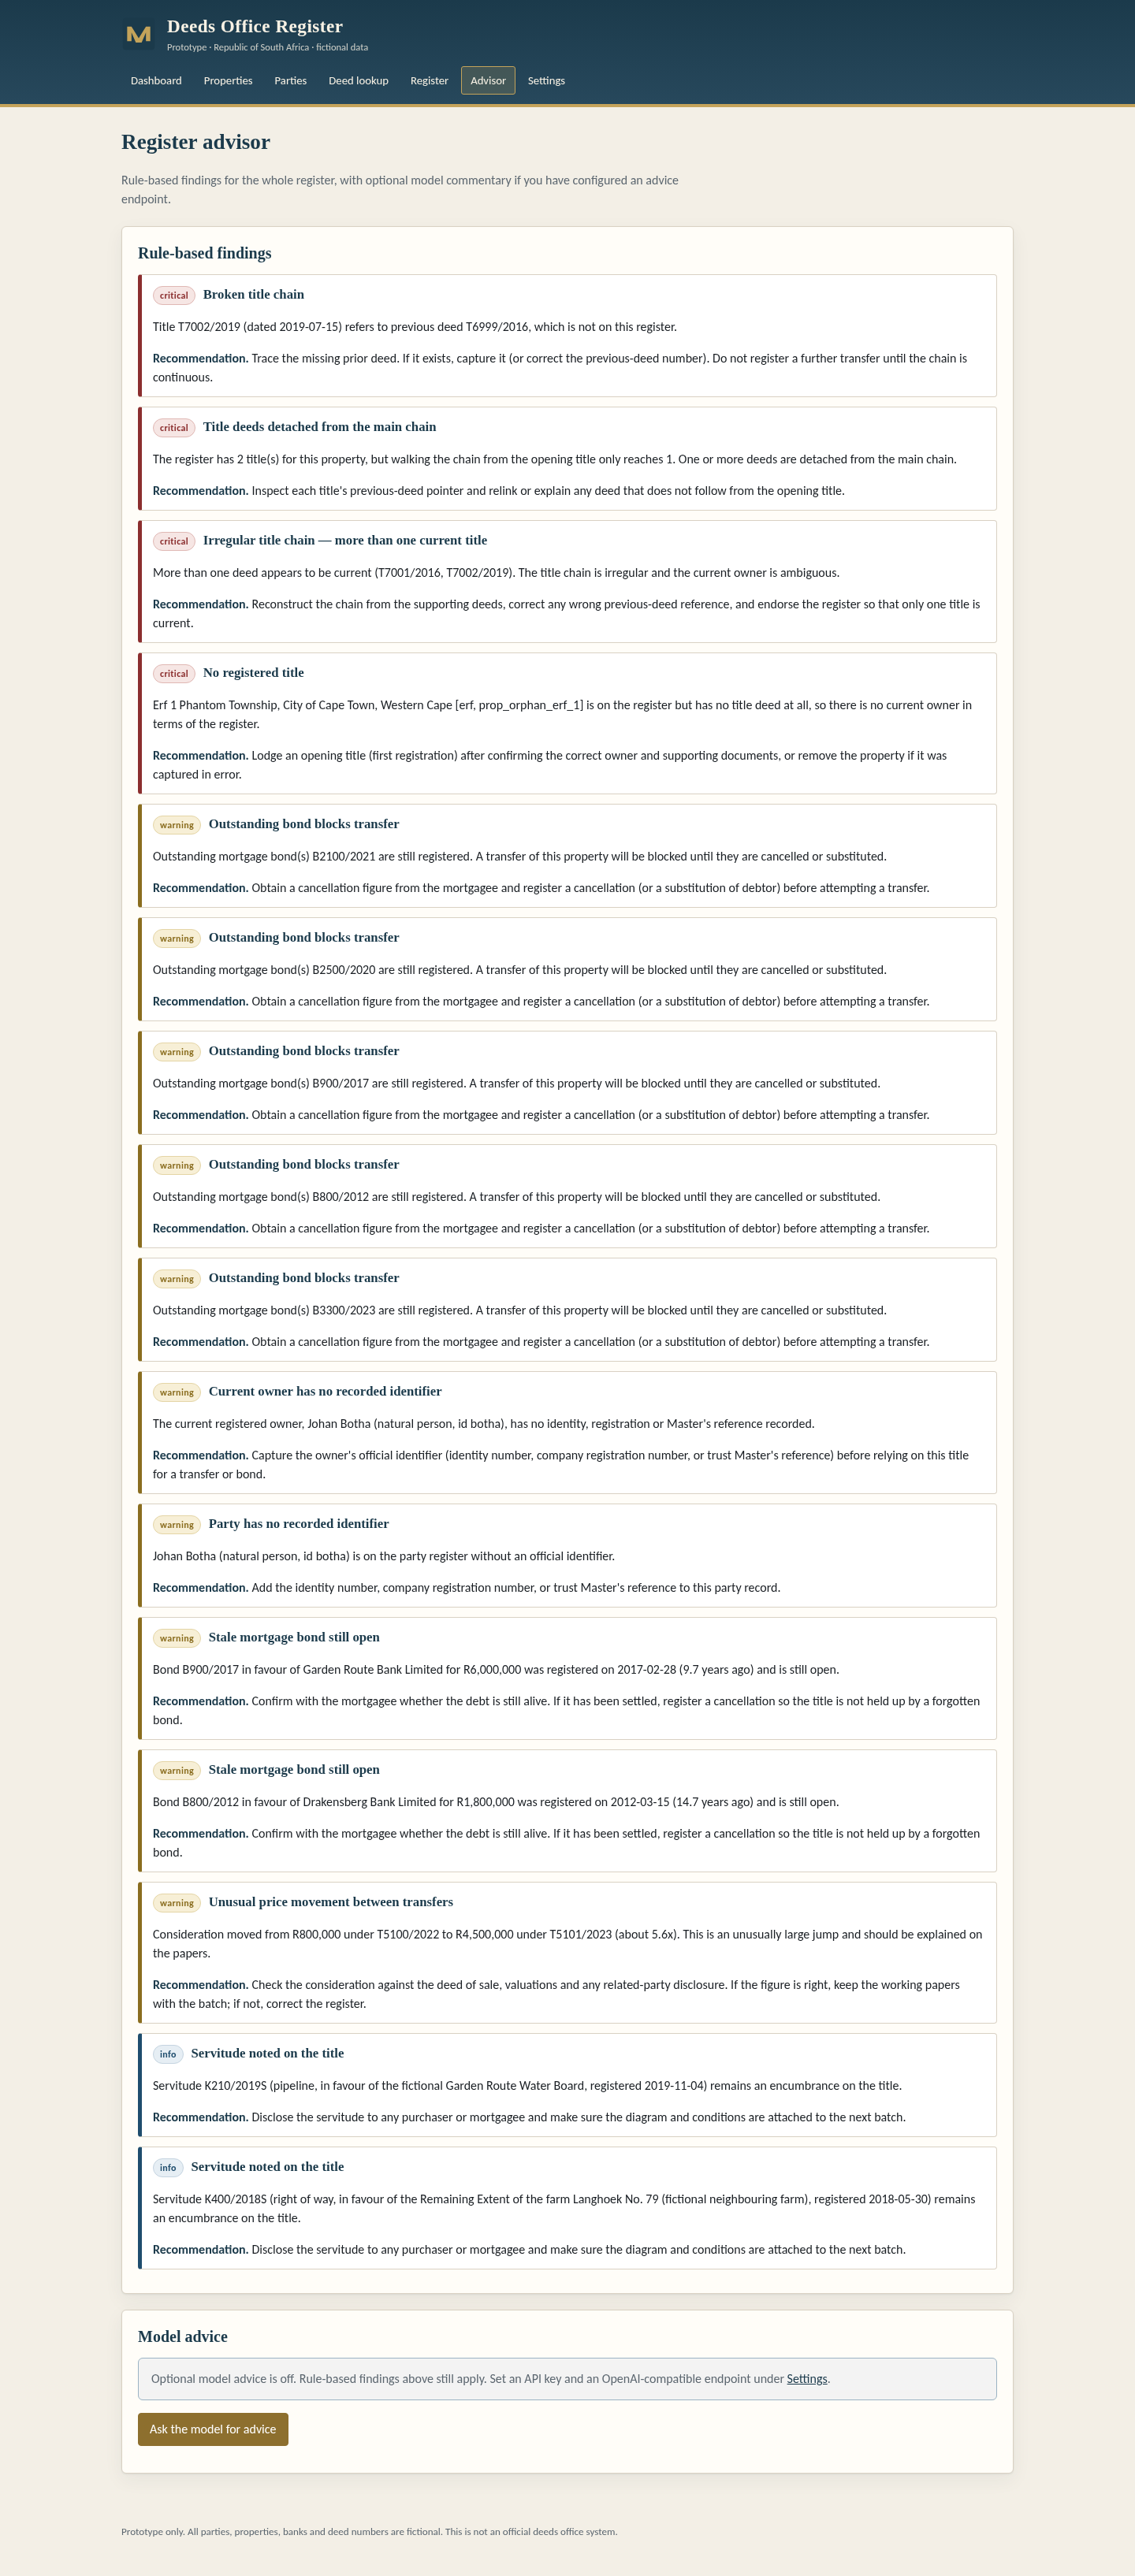 M
Deeds Office Register
Prototype · Republic of South Africa · fictional data
Dashboard Properties Parties Deed lookup Register Advisor Settings
Register advisor
Rule-based findings for the whole register, with optional model commentary if you have configured an advice
endpoint.
Rule-based findings
critical Broken title chain
Title T7002/2019 (dated 2019-07-15) refers to previous deed T6999/2016, which is not on this register.
Recommendation. Trace the missing prior deed. If it exists, capture it (or correct the previous-deed number). Do not register a further transfer until the chain is
continuous.
critical Title deeds detached from the main chain
The register has 2 title(s) for this property, but walking the chain from the opening title only reaches 1. One or more deeds are detached from the main chain.
Recommendation. Inspect each title's previous-deed pointer and relink or explain any deed that does not follow from the opening title.
critical Irregular title chain — more than one current title
More than one deed appears to be current (T7001/2016, T7002/2019). The title chain is irregular and the current owner is ambiguous.
Recommendation. Reconstruct the chain from the supporting deeds, correct any wrong previous-deed reference, and endorse the register so that only one title is
current.
critical No registered title
Erf 1 Phantom Township, City of Cape Town, Western Cape [erf, prop_orphan_erf_1] is on the register but has no title deed at all, so there is no current owner in
terms of the register.
Recommendation. Lodge an opening title (first registration) after confirming the correct owner and supporting documents, or remove the property if it was
captured in error.
warning Outstanding bond blocks transfer
Outstanding mortgage bond(s) B2100/2021 are still registered. A transfer of this property will be blocked until they are cancelled or substituted.
Recommendation. Obtain a cancellation figure from the mortgagee and register a cancellation (or a substitution of debtor) before attempting a transfer.
warning Outstanding bond blocks transfer
Outstanding mortgage bond(s) B2500/2020 are still registered. A transfer of this property will be blocked until they are cancelled or substituted.
Recommendation. Obtain a cancellation figure from the mortgagee and register a cancellation (or a substitution of debtor) before attempting a transfer.
warning Outstanding bond blocks transfer
Outstanding mortgage bond(s) B900/2017 are still registered. A transfer of this property will be blocked until they are cancelled or substituted.
Recommendation. Obtain a cancellation figure from the mortgagee and register a cancellation (or a substitution of debtor) before attempting a transfer.
warning Outstanding bond blocks transfer
Outstanding mortgage bond(s) B800/2012 are still registered. A transfer of this property will be blocked until they are cancelled or substituted.
Recommendation. Obtain a cancellation figure from the mortgagee and register a cancellation (or a substitution of debtor) before attempting a transfer.
warning Outstanding bond blocks transfer
Outstanding mortgage bond(s) B3300/2023 are still registered. A transfer of this property will be blocked until they are cancelled or substituted.
Recommendation. Obtain a cancellation figure from the mortgagee and register a cancellation (or a substitution of debtor) before attempting a transfer.
warning Current owner has no recorded identifier
The current registered owner, Johan Botha (natural person, id botha), has no identity, registration or Master's reference recorded.
Recommendation. Capture the owner's official identifier (identity number, company registration number, or trust Master's reference) before relying on this title
for a transfer or bond.
warning Party has no recorded identifier
Johan Botha (natural person, id botha) is on the party register without an official identifier.
Recommendation. Add the identity number, company registration number, or trust Master's reference to this party record.
warning Stale mortgage bond still open
Bond B900/2017 in favour of Garden Route Bank Limited for R6,000,000 was registered on 2017-02-28 (9.7 years ago) and is still open.
Recommendation. Confirm with the mortgagee whether the debt is still alive. If it has been settled, register a cancellation so the title is not held up by a forgotten
bond.
warning Stale mortgage bond still open
Bond B800/2012 in favour of Drakensberg Bank Limited for R1,800,000 was registered on 2012-03-15 (14.7 years ago) and is still open.
Recommendation. Confirm with the mortgagee whether the debt is still alive. If it has been settled, register a cancellation so the title is not held up by a forgotten
bond.
warning Unusual price movement between transfers
Consideration moved from R800,000 under T5100/2022 to R4,500,000 under T5101/2023 (about 5.6x). This is an unusually large jump and should be explained on
the papers.
Recommendation. Check the consideration against the deed of sale, valuations and any related-party disclosure. If the figure is right, keep the working papers
with the batch; if not, correct the register.
info Servitude noted on the title
Servitude K210/2019S (pipeline, in favour of the fictional Garden Route Water Board, registered 2019-11-04) remains an encumbrance on the title.
Recommendation. Disclose the servitude to any purchaser or mortgagee and make sure the diagram and conditions are attached to the next batch.
info Servitude noted on the title
Servitude K400/2018S (right of way, in favour of the Remaining Extent of the farm Langhoek No. 79 (fictional neighbouring farm), registered 2018-05-30) remains
an encumbrance on the title.
Recommendation. Disclose the servitude to any purchaser or mortgagee and make sure the diagram and conditions are attached to the next batch.
Model advice
Optional model advice is off. Rule-based findings above still apply. Set an API key and an OpenAI-compatible endpoint under Settings.
Ask the model for advice
Prototype only. All parties, properties, banks and deed numbers are fictional. This is not an official deeds office system.